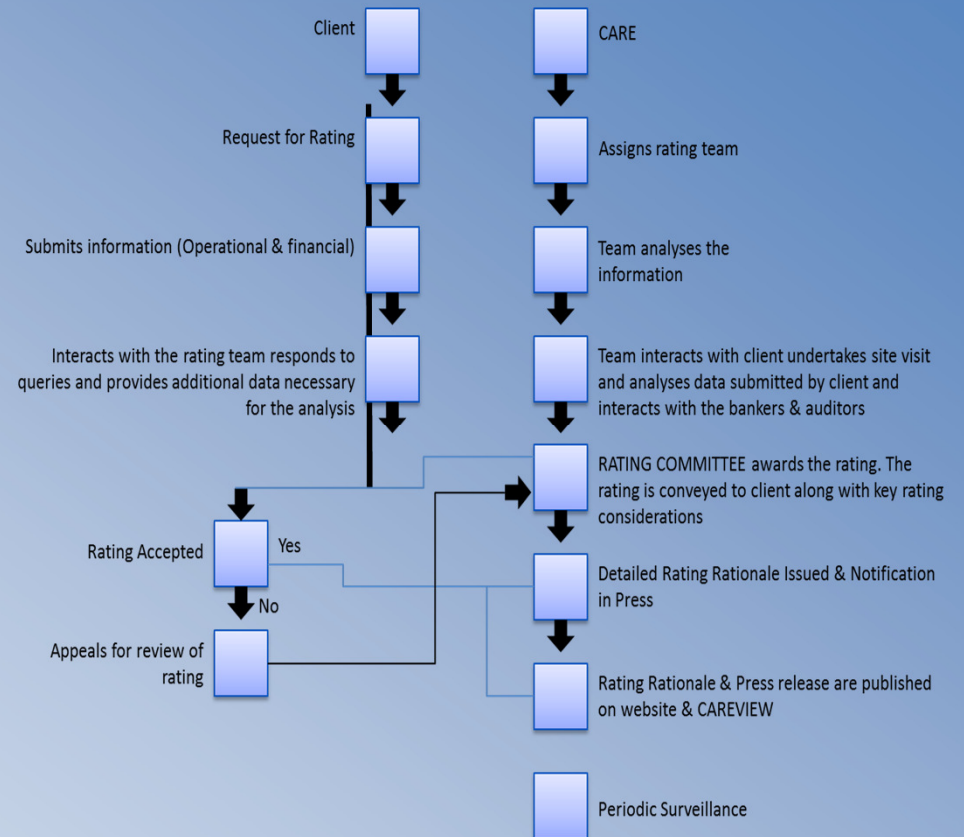 Client
CARE
Request for Rating
Assigns rating team
Submits information (Operational & financial)
Team analyses the
information
Interacts with the rating team responds to
queries and provides additional data necessary
for the analysis
Team interacts with client undertakes site visit
and analyses data submitted by client and
interacts with the bankers & auditors
RATING COMMITTEE awards the rating. The
rating is conveyed to client along with key rating
considerations
Rating Accepted
Yes
No
Detailed Rating Rationale Issued & Notification
in Press
Appeals for review of
rating
Rating Rationale & Press release are published
on website & CAREVIEW
Periodic Surveillance